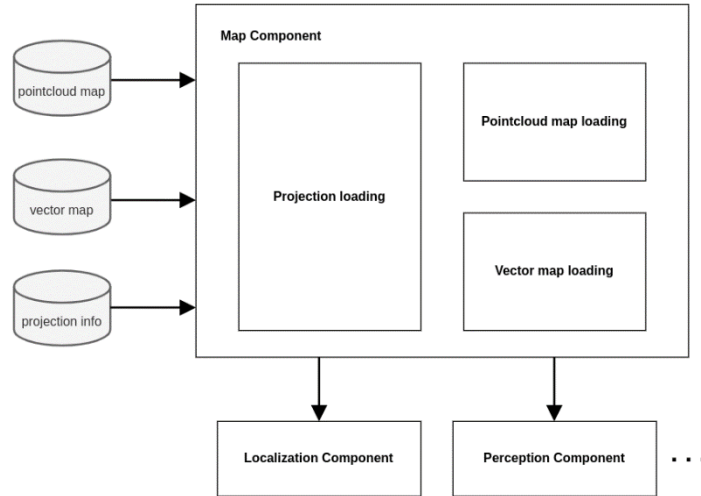 Map Component
pointcloud map
Projection loading
Pointcloud map loading
vector map
Vector map loading
projection info
Localization Component
Perception Component
. . .